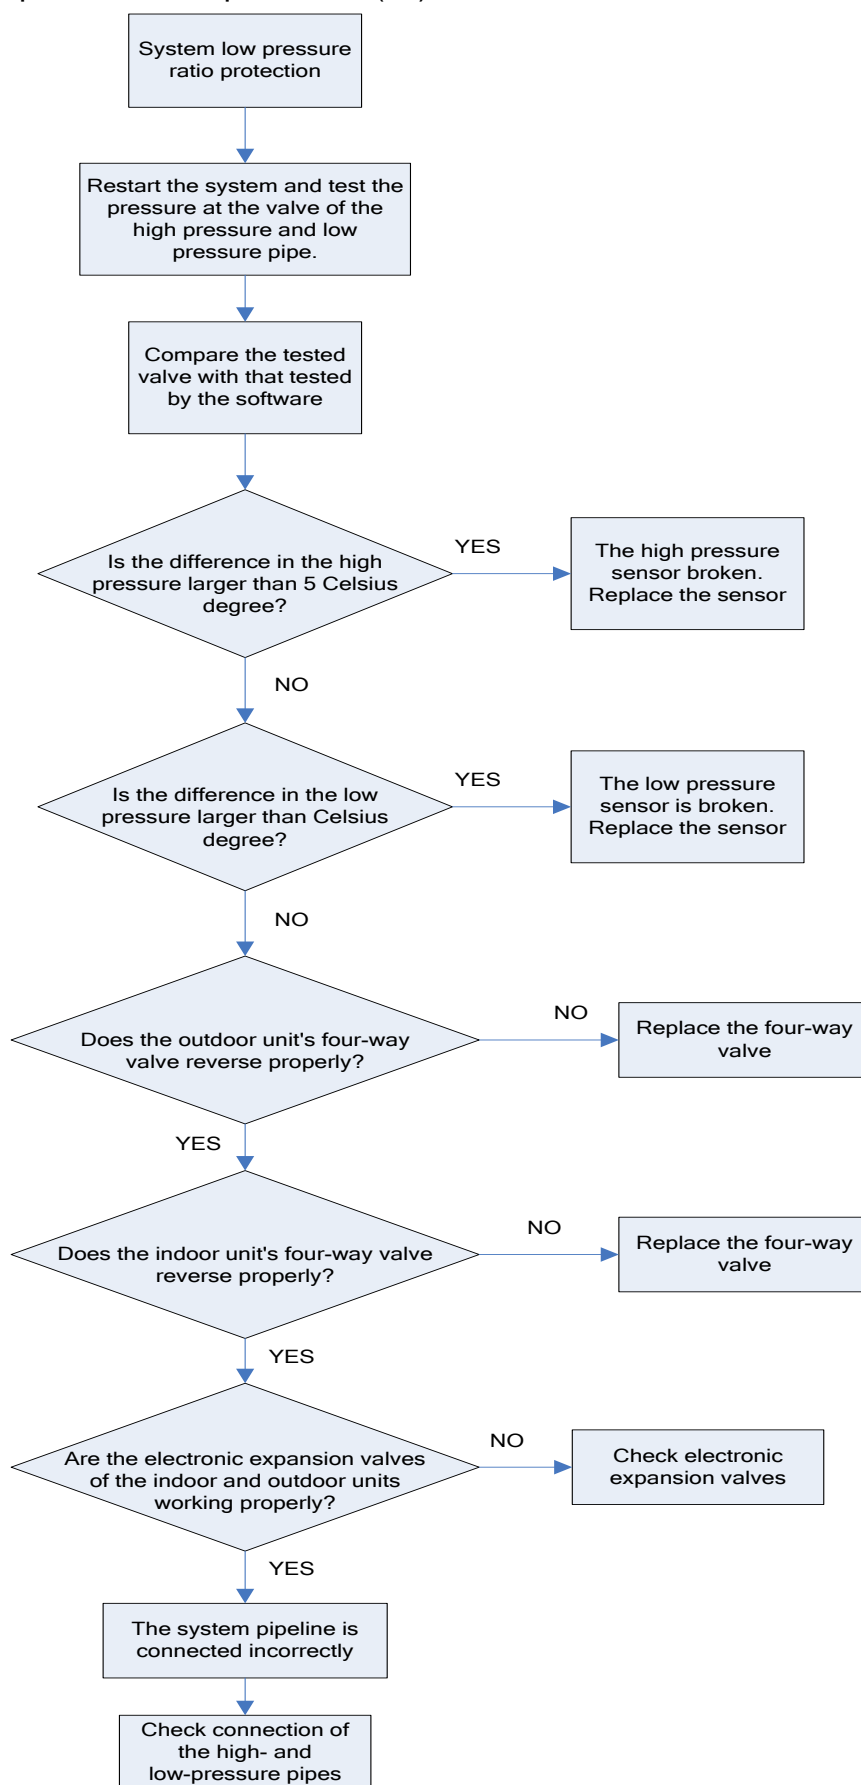 System low pressure
ratio protection
Restart the system and test the
pressure at the valve of the
high pressure and low
pressure pipe.
Compare the tested
valve with that tested
by the software
Is the difference in the high
pressure larger than 5 Celsius
degree?
YES
The high pressure
sensor broken.
Replace the sensor
NO
Is the difference in the low
pressure larger than Celsius
degree?
YES
The low pressure
sensor is broken.
Replace the sensor
NO
Does the outdoor unit's four-way
valve reverse properly?
NO
Replace the four-way
valve
YES
Does the indoor unit's four-way valve
reverse properly?
NO
Replace the four-way
valve
YES
Are the electronic expansion valves
of the indoor and outdoor units
working properly?
NO
Check electronic
expansion valves
YES
The system pipeline is
connected incorrectly
Check connection of
the high- and
low-pressure pipes